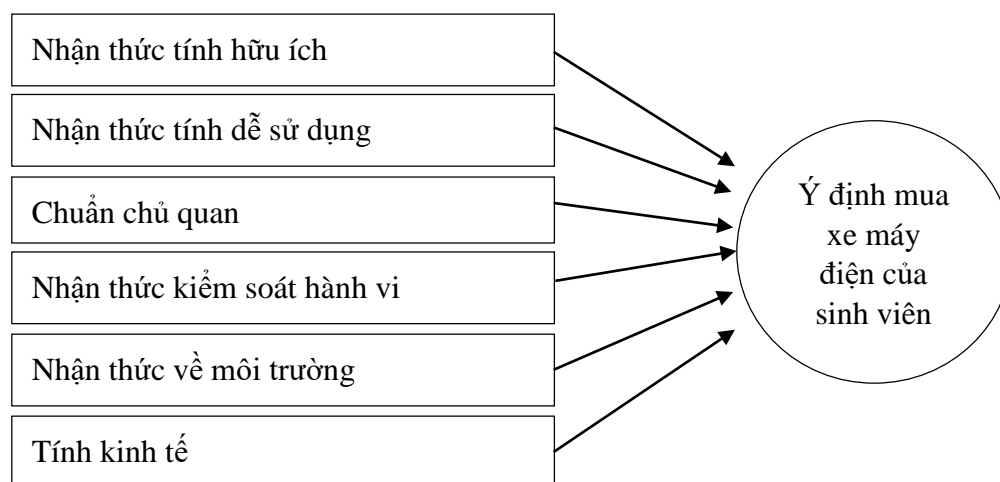 Nhận thức tính hữu ích
Nhận thức tính dễ sử dụng
Chuẩn chủ quan
Nhận thức kiểm soát hành vi
Nhận thức về môi trường
Tính kinh tế
Ý định mua
xe máy
điện của
sinh viên